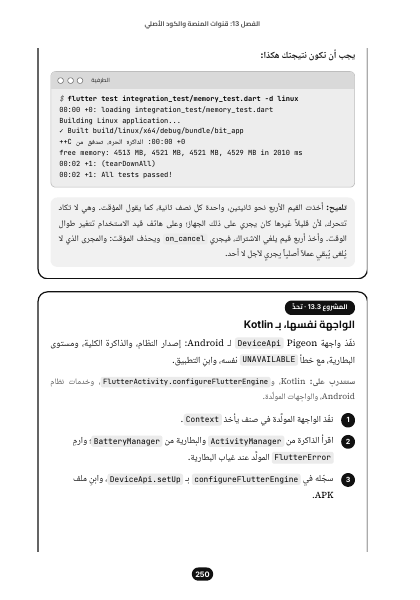 الفصل 13: قنوات المنصة والكود الأصلي
يجب أن تكون نتيجتك هكذا:
الطرفية
$ flutter test integration_test/memory_test.dart -d linux
00:00 +0: loading integration_test/memory_test.dart
Building Linux application...
✓ Built build/linux/x64/debug/bundle/bit_app
00:00 +0: الذاكرة الحرة، تتدفق من C++
free memory: 4513 MB, 4521 MB, 4521 MB, 4529 MB in 2010 ms
00:02 +1: (tearDownAll)
00:02 +1: All tests passed!
تلميح: أخذت القيم الأربع نحو ثانيتين، واحدة كل نصف ثانية، كما يقول المؤقت. وهي لا تكاد
تتحرك، لأن قليلاً غيرها كان يجري على ذلك الجهاز؛ وعلى هاتف قيد الاستخدام تتغير طوال
الوقت. وأخذ أربع قيم يلغي الاشتراك، فيجري on_cancel ويحذف المؤقت: والمجرى الذي لا
يُلغى يُبقي عملاً أصلياً يجري لأجل لا أحد.
المشروع 13.3 · تحدٍّ
الواجهة نفسها، بـ Kotlin
نفّذ واجهة DeviceApi Pigeon لـ Android: إصدار النظام، والذاكرة الكلية، ومستوى
البطارية، مع خطأ UNAVAILABLE نفسه، وابنِ التطبيق.
ستتدرب على: Kotlin، و FlutterActivity.configureFlutterEngine، وخدمات نظام
Android، والواجهات المولّدة.
1 نفّذ الواجهة المولّدة في صنف يأخذ Context.
2 اقرأ الذاكرة من ActivityManager والبطارية من BatteryManager؛ وارمِ
FlutterError المولّد عند غياب البطارية.
3 سجّله في configureFlutterEngine بـ DeviceApi.setUp، وابنِ ملف
APK.
250